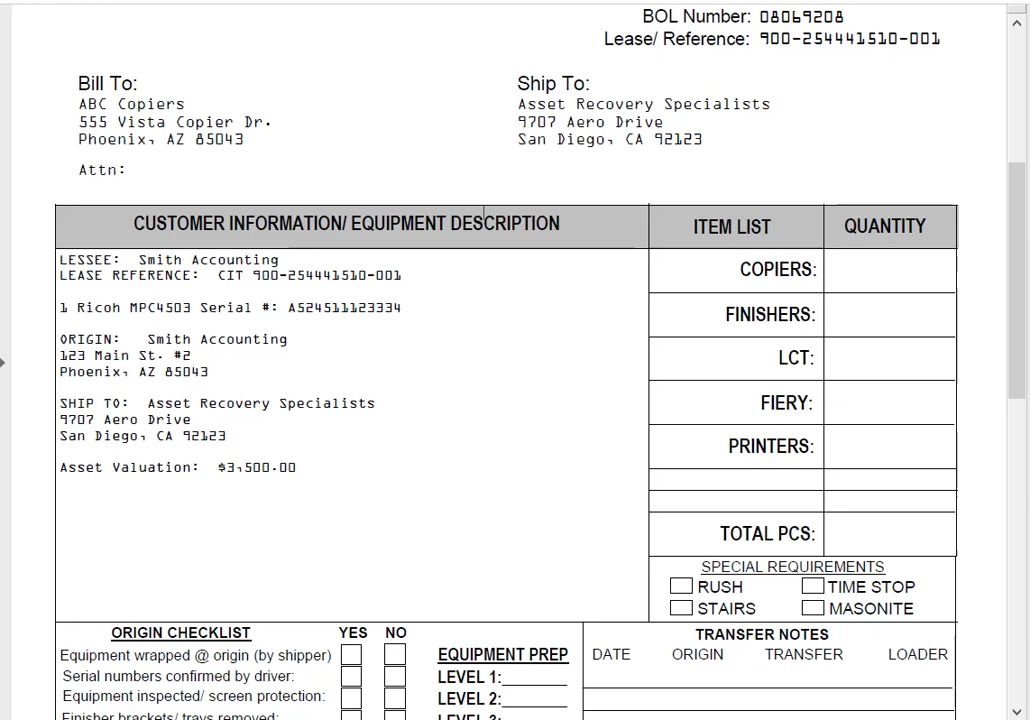 BOL Number: 08069208
Lease/ Reference: 900-254441510-001
Bill To:
ABC Copiers
555 Vista Copier Dr.
Phoenix, AZ 85043
Attn:
Ship To:
Asset Recovery Specialists
9707 Aero Drive
San Diego, CA 92123
CUSTOMER INFORMATION/ EQUIPMENT DESCRIPTION
LESSEE: Smith Accounting
LEASE REFERENCE: CIT 900-254441510-001
1 Ricoh MPC4503 Serial #: A524511123334
ORIGIN: Smith Accounting
123 Main St. #2
Phoenix, AZ 85043
SHIP TO: Asset Recovery Specialists
9707 Aero Drive
San Diego, CA 92123
Asset Valuation: $3,500.00
ITEM LIST QUANTITY
COPIERS:
FINISHERS:
LCT:
FIERY:
PRINTERS:
TOTAL PCS:
SPECIAL REQUIREMENTS
RUSH TIME STOP
STAIRS MASONITE
ORIGIN CHECKLIST YES NO
Equipment wrapped @ origin (by shipper)
Serial numbers confirmed by driver:
Equipment inspected/ screen protection:
Finisher brackets/ trays removed:
EQUIPMENT PREP
LEVEL 1:
LEVEL 2:
LEVEL 3:
TRANSFER NOTES
DATE ORIGIN TRANSFER LOADER